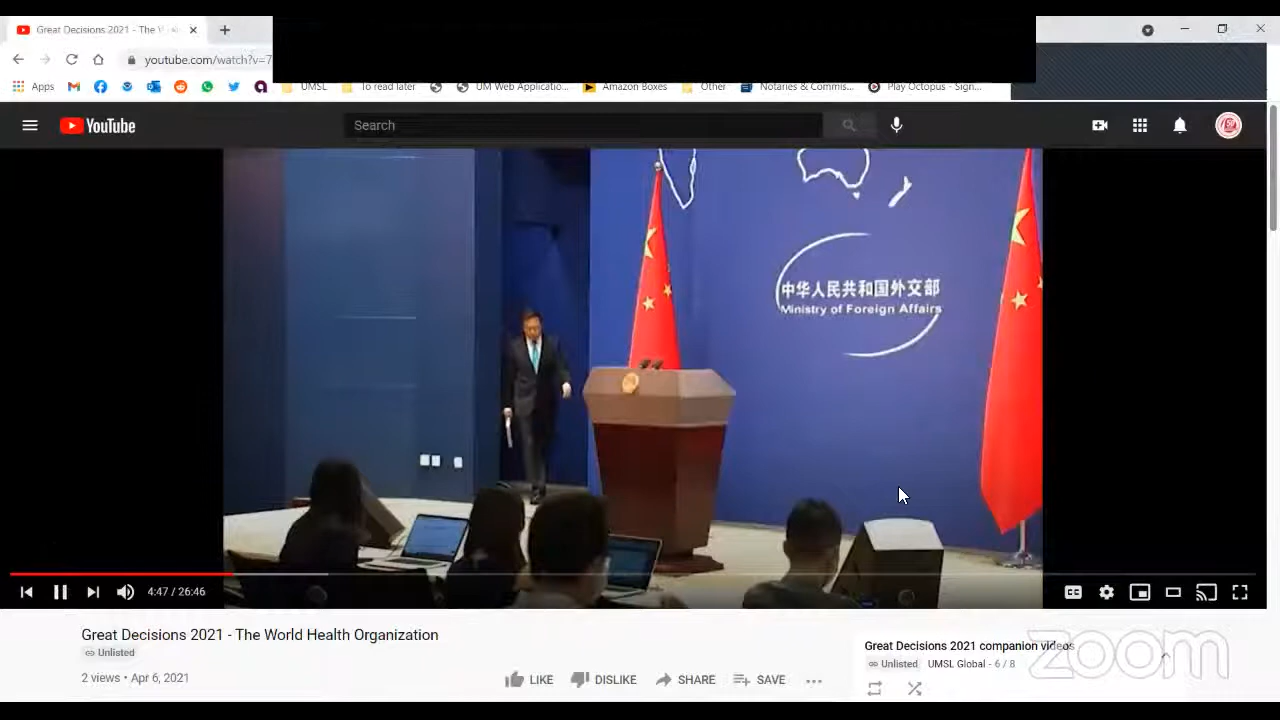 Great Decisions 2021 - The W
youtube.com/watch?v=7
Apps
UMSL
To read later
UM Web Applicatio...
Amazon Boxes
Other
Notaries & Commis...
Play Octopus - Sign...
YouTube
Search
中华人民共和国外交部
Ministry of Foreign Affairs
4:47 / 26:46
CC
Great Decisions 2021 - The World Health Organization
Unlisted
2 views • Apr 6, 2021
LIKE
DISLIKE
SHARE
SAVE
Great Decisions 2021 companion videos
Unlisted UMSL Global - 6 / 8
zoom